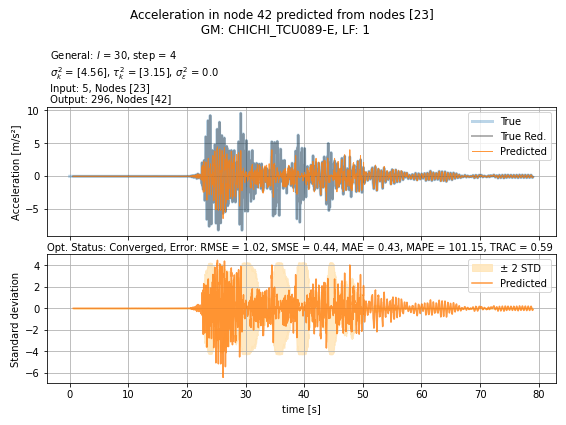 Acceleration in node 42 predicted from nodes [23]
GM: CHICHI_TCU089-E, LF: 1
General: l = 30, step = 4
σ²ₖ = [4.56], τ²ₖ = [3.15], σ²ε = 0.0
Input: 5, Nodes [23]
Output: 296, Nodes [42]
Acceleration [m/s²]
10
5
0
−5
True
True Red.
Predicted
Opt. Status: Converged, Error: RMSE = 1.02, SMSE = 0.44, MAE = 0.43, MAPE = 101.15, TRAC = 0.59
Standard deviation
4
2
0
−2
−4
−6
± 2 STD
Predicted
0 10 20 30 40 50 60 70 80
time [s]